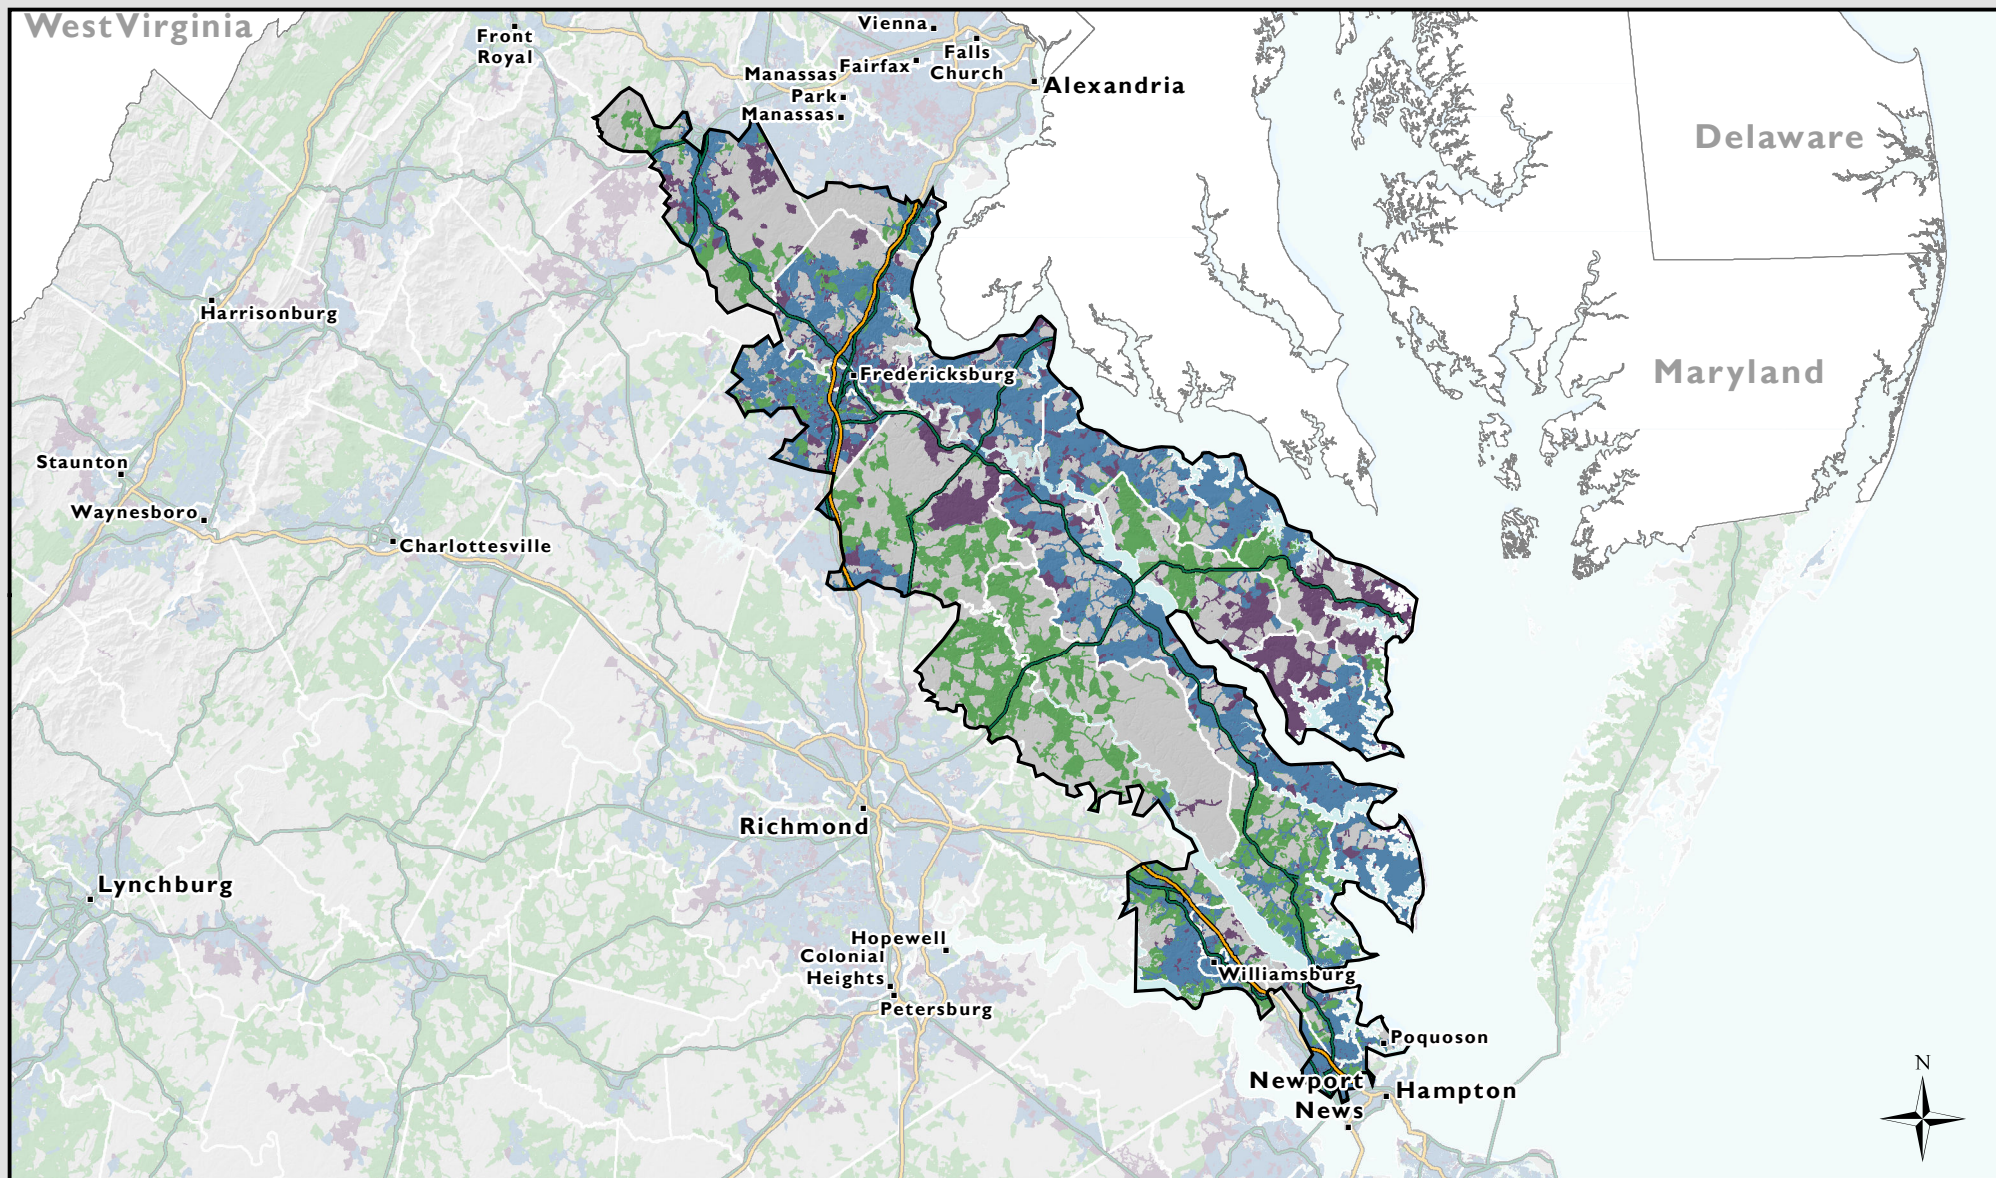 West Virginia
Front
Royal
Vienna
Falls
Church
Fairfax
Manassas
Park
Manassas
Alexandria
Delaware
Harrisonburg
Fredericksburg
Maryland
Staunton
Waynesboro
Charlottesville
Richmond
Lynchburg
Hopewell
Colonial
Heights
Petersburg
Williamsburg
Poquoson
Newport
News
Hampton
N